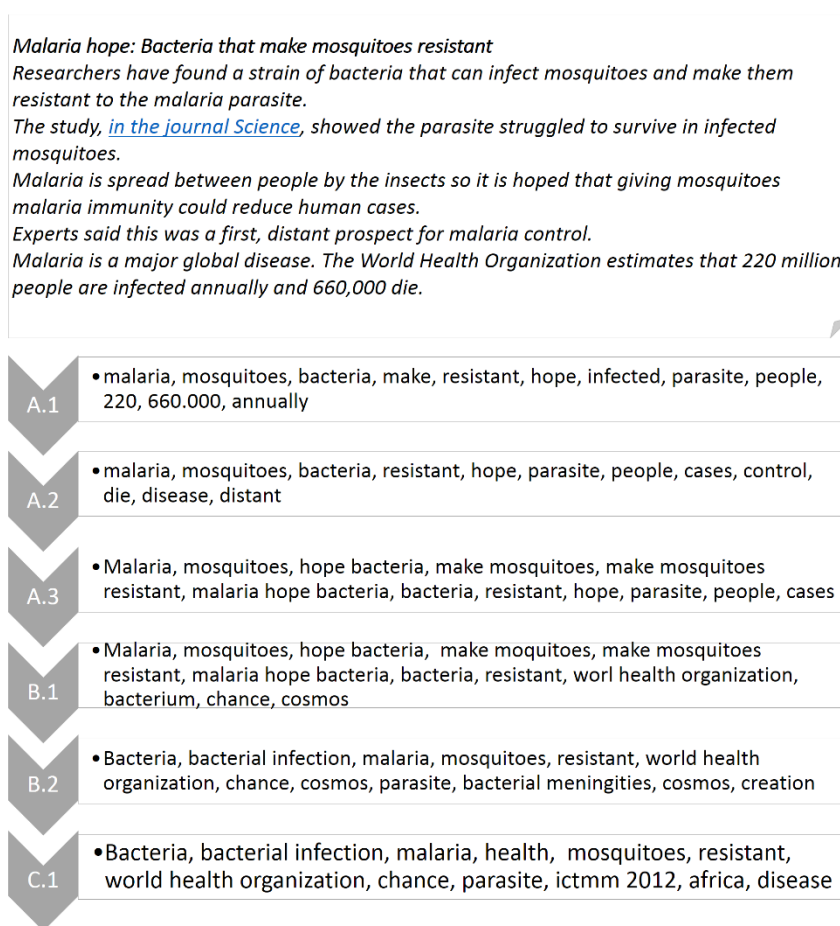 Malaria hope: Bacteria that make mosquitoes resistant
Researchers have found a strain of bacteria that can infect mosquitoes and make them
resistant to the malaria parasite.
The study, in the journal Science, showed the parasite struggled to survive in infected
mosquitoes.
Malaria is spread between people by the insects so it is hoped that giving mosquitoes
malaria immunity could reduce human cases.
Experts said this was a first, distant prospect for malaria control.
Malaria is a major global disease. The World Health Organization estimates that 220 million
people are infected annually and 660,000 die.
A.1
• malaria, mosquitoes, bacteria, make, resistant, hope, infected, parasite, people,
220, 660.000, annually
A.2
• malaria, mosquitoes, bacteria, resistant, hope, parasite, people, cases, control,
die, disease, distant
A.3
• Malaria, mosquitoes, hope bacteria, make mosquitoes, make mosquitoes
resistant, malaria hope bacteria, bacteria, resistant, hope, parasite, people, cases
B.1
• Malaria, mosquitoes, hope bacteria, make moquitoes, make mosquitoes
resistant, malaria hope bacteria, bacteria, resistant, worl health organization,
bacterium, chance, cosmos
B.2
• Bacteria, bacterial infection, malaria, mosquitoes, resistant, world health
organization, chance, cosmos, parasite, bacterial meningities, cosmos, creation
C.1
• Bacteria, bacterial infection, malaria, health, mosquitoes, resistant,
world health organization, chance, parasite, ictmm 2012, africa, disease